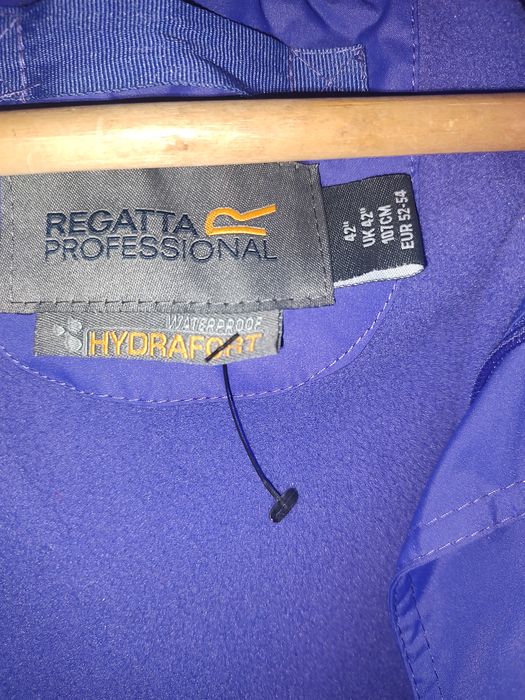 REGATTA
PROFESSIONAL
R
42"
UK 42"
107CM
EUR 52-54
WATERPROOF
HYDRAFORT